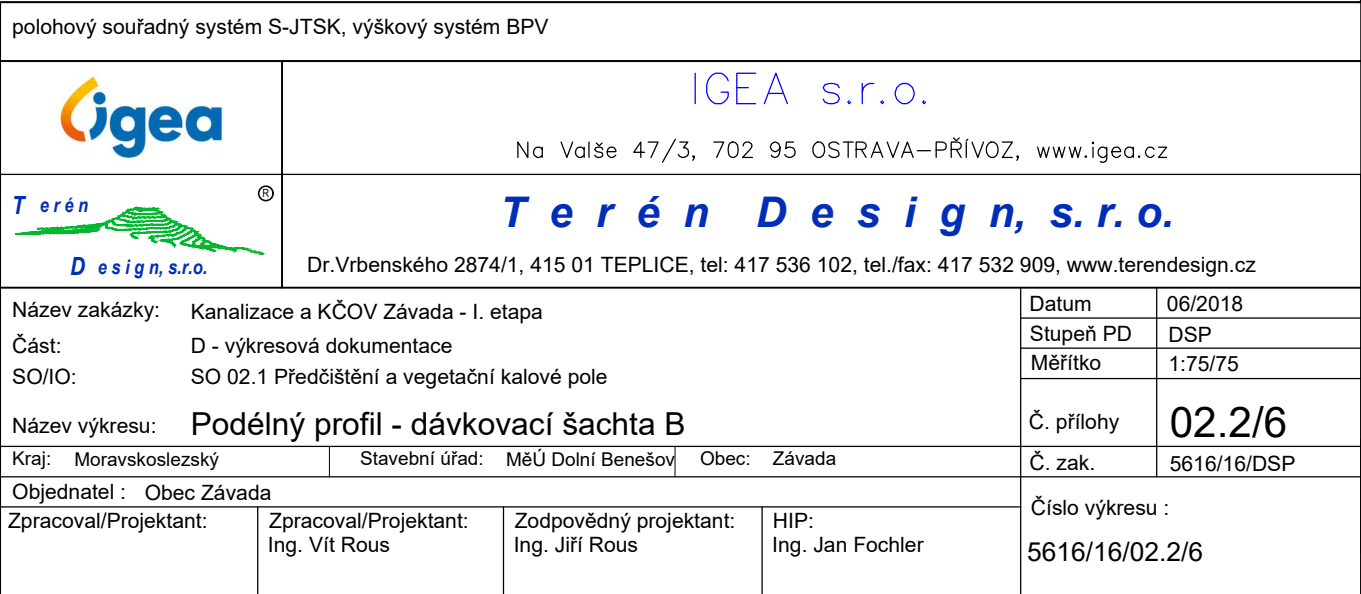 polohový souřadný systém S-JTSK, výškový systém BPV
igea
IGEA s.r.o.
Na Valše 47/3, 702 95 OSTRAVA–PŘÍVOZ, www.igea.cz
Terén
®
Design, s.r.o.
Terén Design, s.r.o.
Dr.Vrbenského 2874/1, 415 01 TEPLICE, tel: 417 536 102, tel./fax: 417 532 909, www.terendesign.cz
Název zakázky: Kanalizace a KČOV Závada - I. etapa
Část: D - výkresová dokumentace
SO/IO: SO 02.1 Předčištění a vegetační kalové pole
Název výkresu: Podélný profil - dávkovací šachta B
Datum 06/2018
Stupeň PD DSP
Měřítko 1:75/75
Č. přílohy 02.2/6
Kraj: Moravskoslezský Stavební úřad: MěÚ Dolní Benešov Obec: Závada
Č. zak. 5616/16/DSP
Objednatel : Obec Závada
Zpracoval/Projektant:
Zpracoval/Projektant:
Ing. Vít Rous
Zodpovědný projektant:
Ing. Jiří Rous
HIP:
Ing. Jan Fochler
Číslo výkresu :
5616/16/02.2/6